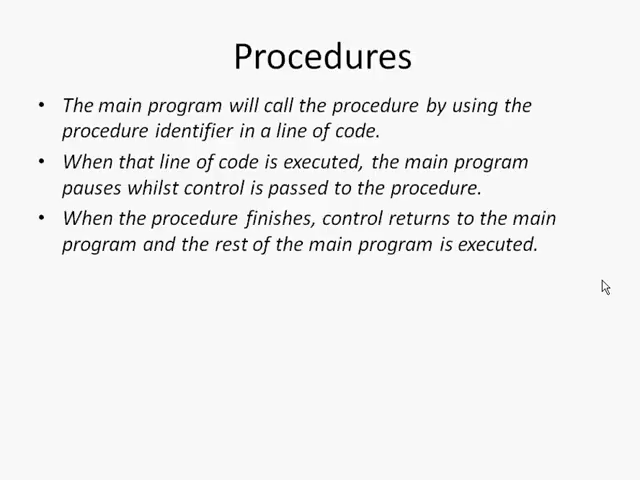 Procedures
• The main program will call the procedure by using the
procedure identifier in a line of code.
• When that line of code is executed, the main program
pauses whilst control is passed to the procedure.
• When the procedure finishes, control returns to the main
program and the rest of the main program is executed.